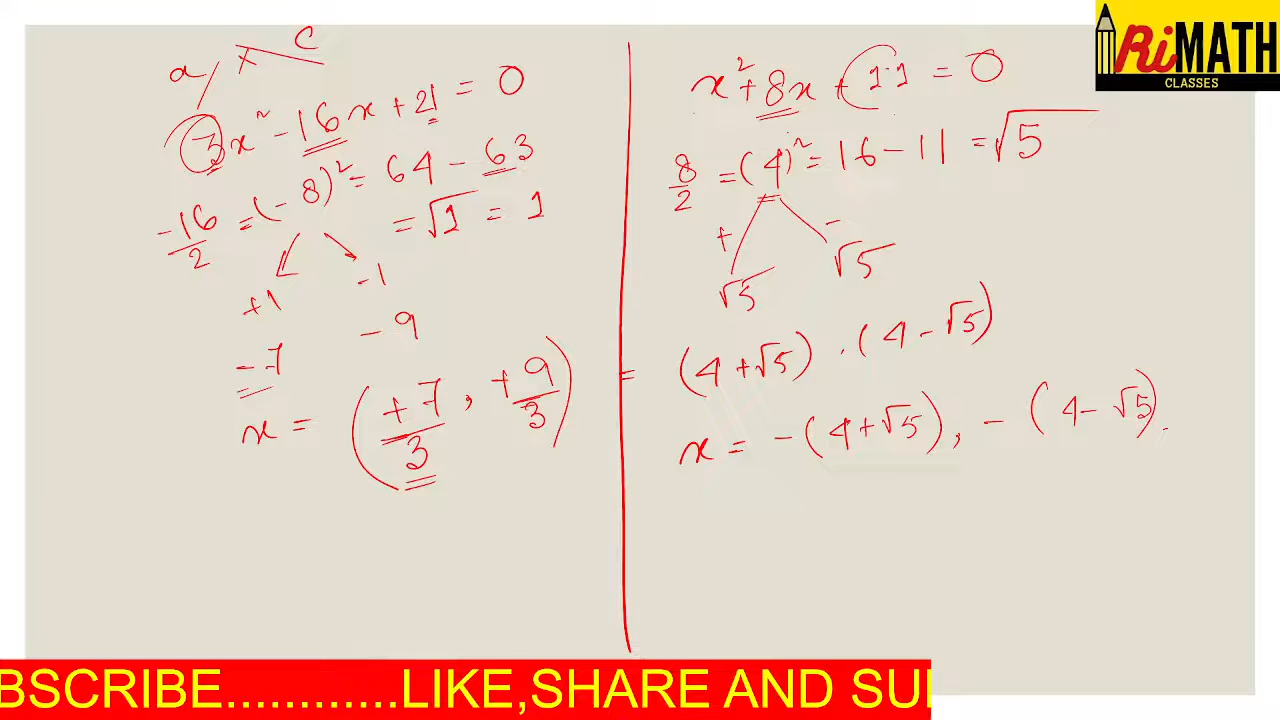 a × c
3x² - 16x + 21 = 0
-16/2 = (-8)² = 64 - 63
= √1 = 1
+1 -1
-7 -9
x = (+7/3, +9/3)
x² + 8x + 11 = 0
8/2 = (4)² = 16 - 11 = √5
+ -
√5 √5
= (4+√5) . (4-√5)
x = -(4+√5), -(4-√5).
RiMATH
CLASSES
BSCRIBE............LIKE,SHARE AND SU